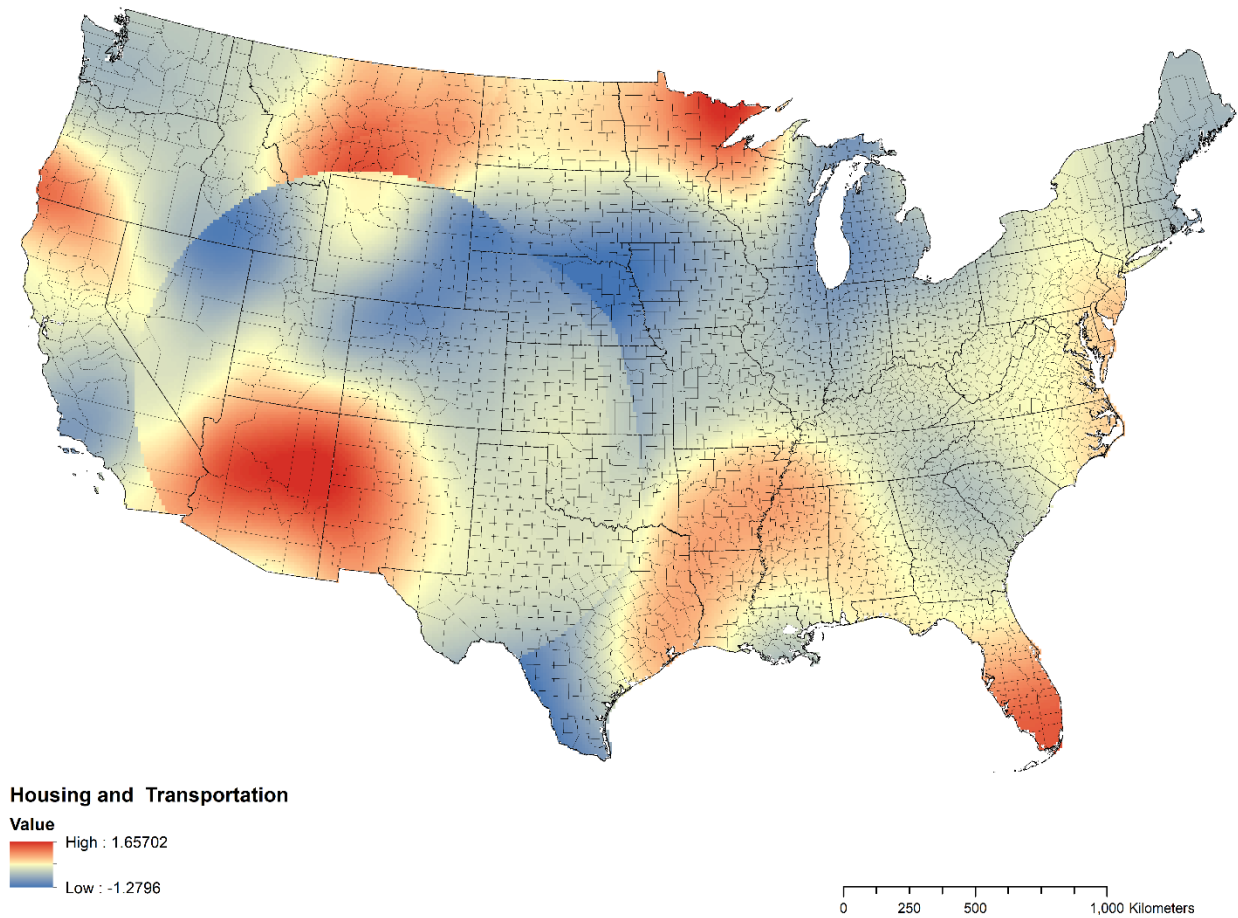 Housing and  Transportation
Value
High : 1.65702
Low : -1.2796
0 250 500 1,000 Kilometers